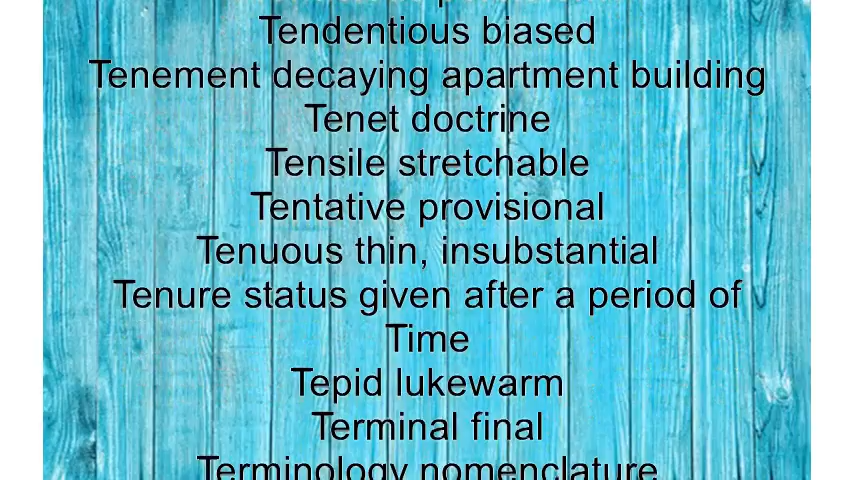 Tendentious biased
Tenement decaying apartment building
Tenet doctrine
Tensile stretchable
Tentative provisional
Tenuous thin, insubstantial
Tenure status given after a period of
Time
Tepid lukewarm
Terminal final
Terminology nomenclature